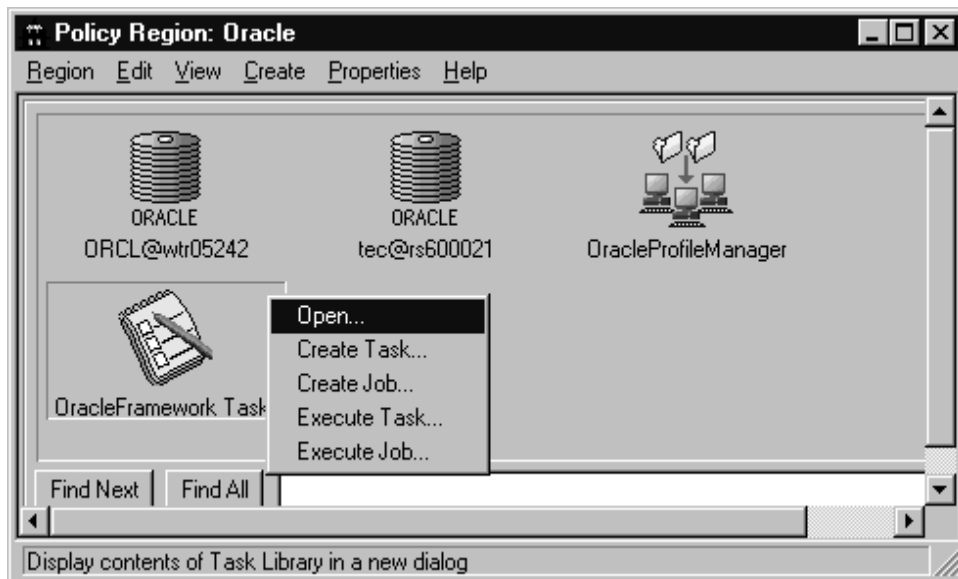 Policy Region: Oracle
Region Edit View Create Properties Help
ORACLE
ORCL@wtr05242
ORACLE
tec@rs600021
OracleProfileManager
OracleFramework Task
Open...
Create Task...
Create Job...
Execute Task...
Execute Job...
Find Next Find All
Display contents of Task Library in a new dialog